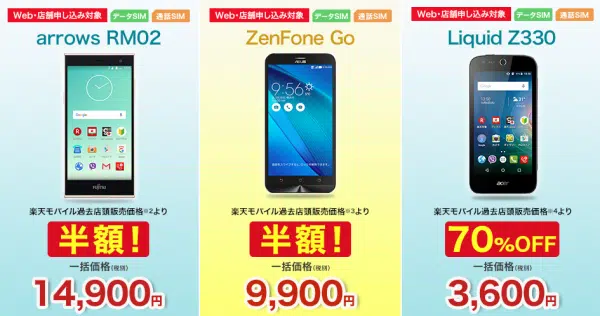 Web・店舗申し込み対象 データSIM 通話SIM
arrows RM02
FUJITSU
楽天モバイル過去店頭販売価格※2より
半額！
一括価格(税別)
14,900円
Web・店舗申し込み対象 データSIM 通話SIM
ZenFone Go
ASUS
9:56
楽天モバイル過去店頭販売価格※3より
半額！
一括価格(税別)
9,900円
Web・店舗申し込み対象 データSIM 通話SIM
Liquid Z330
acer
楽天モバイル過去店頭販売価格※4より
70%OFF
一括価格(税別)
3,600円